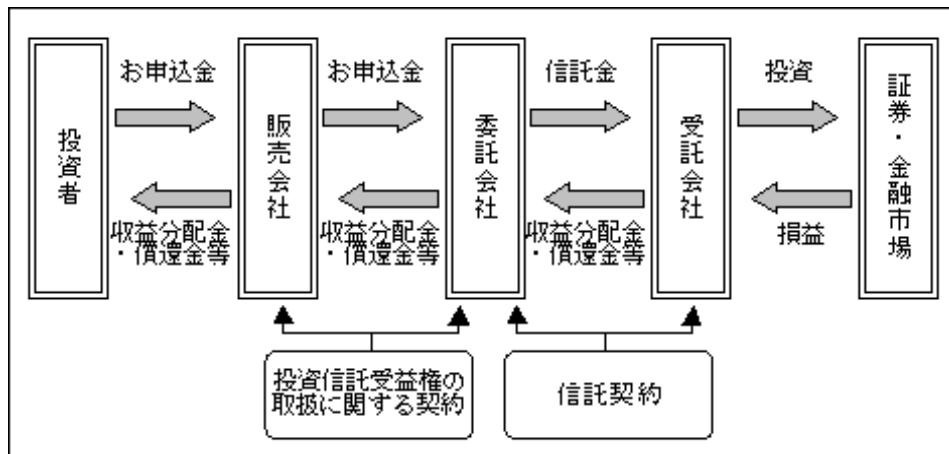 投資者
お申込金
収益分配金
・償還金等
販売会社
お申込金
収益分配金
・償還金等
委託会社
信託金
収益分配金
・償還金等
受託会社
投資
損益
証券・金融市場
投資信託受益権の
取扱に関する契約
信託契約